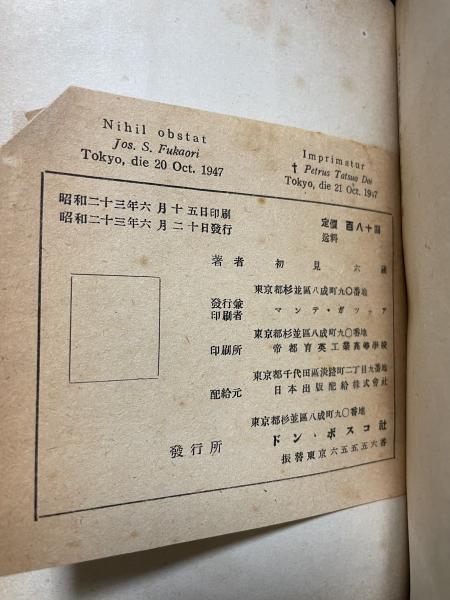 Nihil obstat
Jos. S. Fukaori
Tokyo, die 20 Oct. 1947
Imprimatur
† Petrus Tatsuo Doi
Tokyo, die 21 Oct. 1947
昭和二十三年六月十五日印刷
昭和二十三年六月二十日發行
定價 百八十圓
送料
著者 初見六藏
東京都杉並區八成町九〇番地
發行兼
印刷者 マンテ・ガツァ
東京都杉並區八成町九〇番地
印刷所 帝都育英工業高等學校
東京都千代田區淡路町二丁目九番地
配給元 日本出版配給株式會社
東京都杉並區八成町九〇番地
發行所 ドン・ボスコ社
振替東京六五五五六番